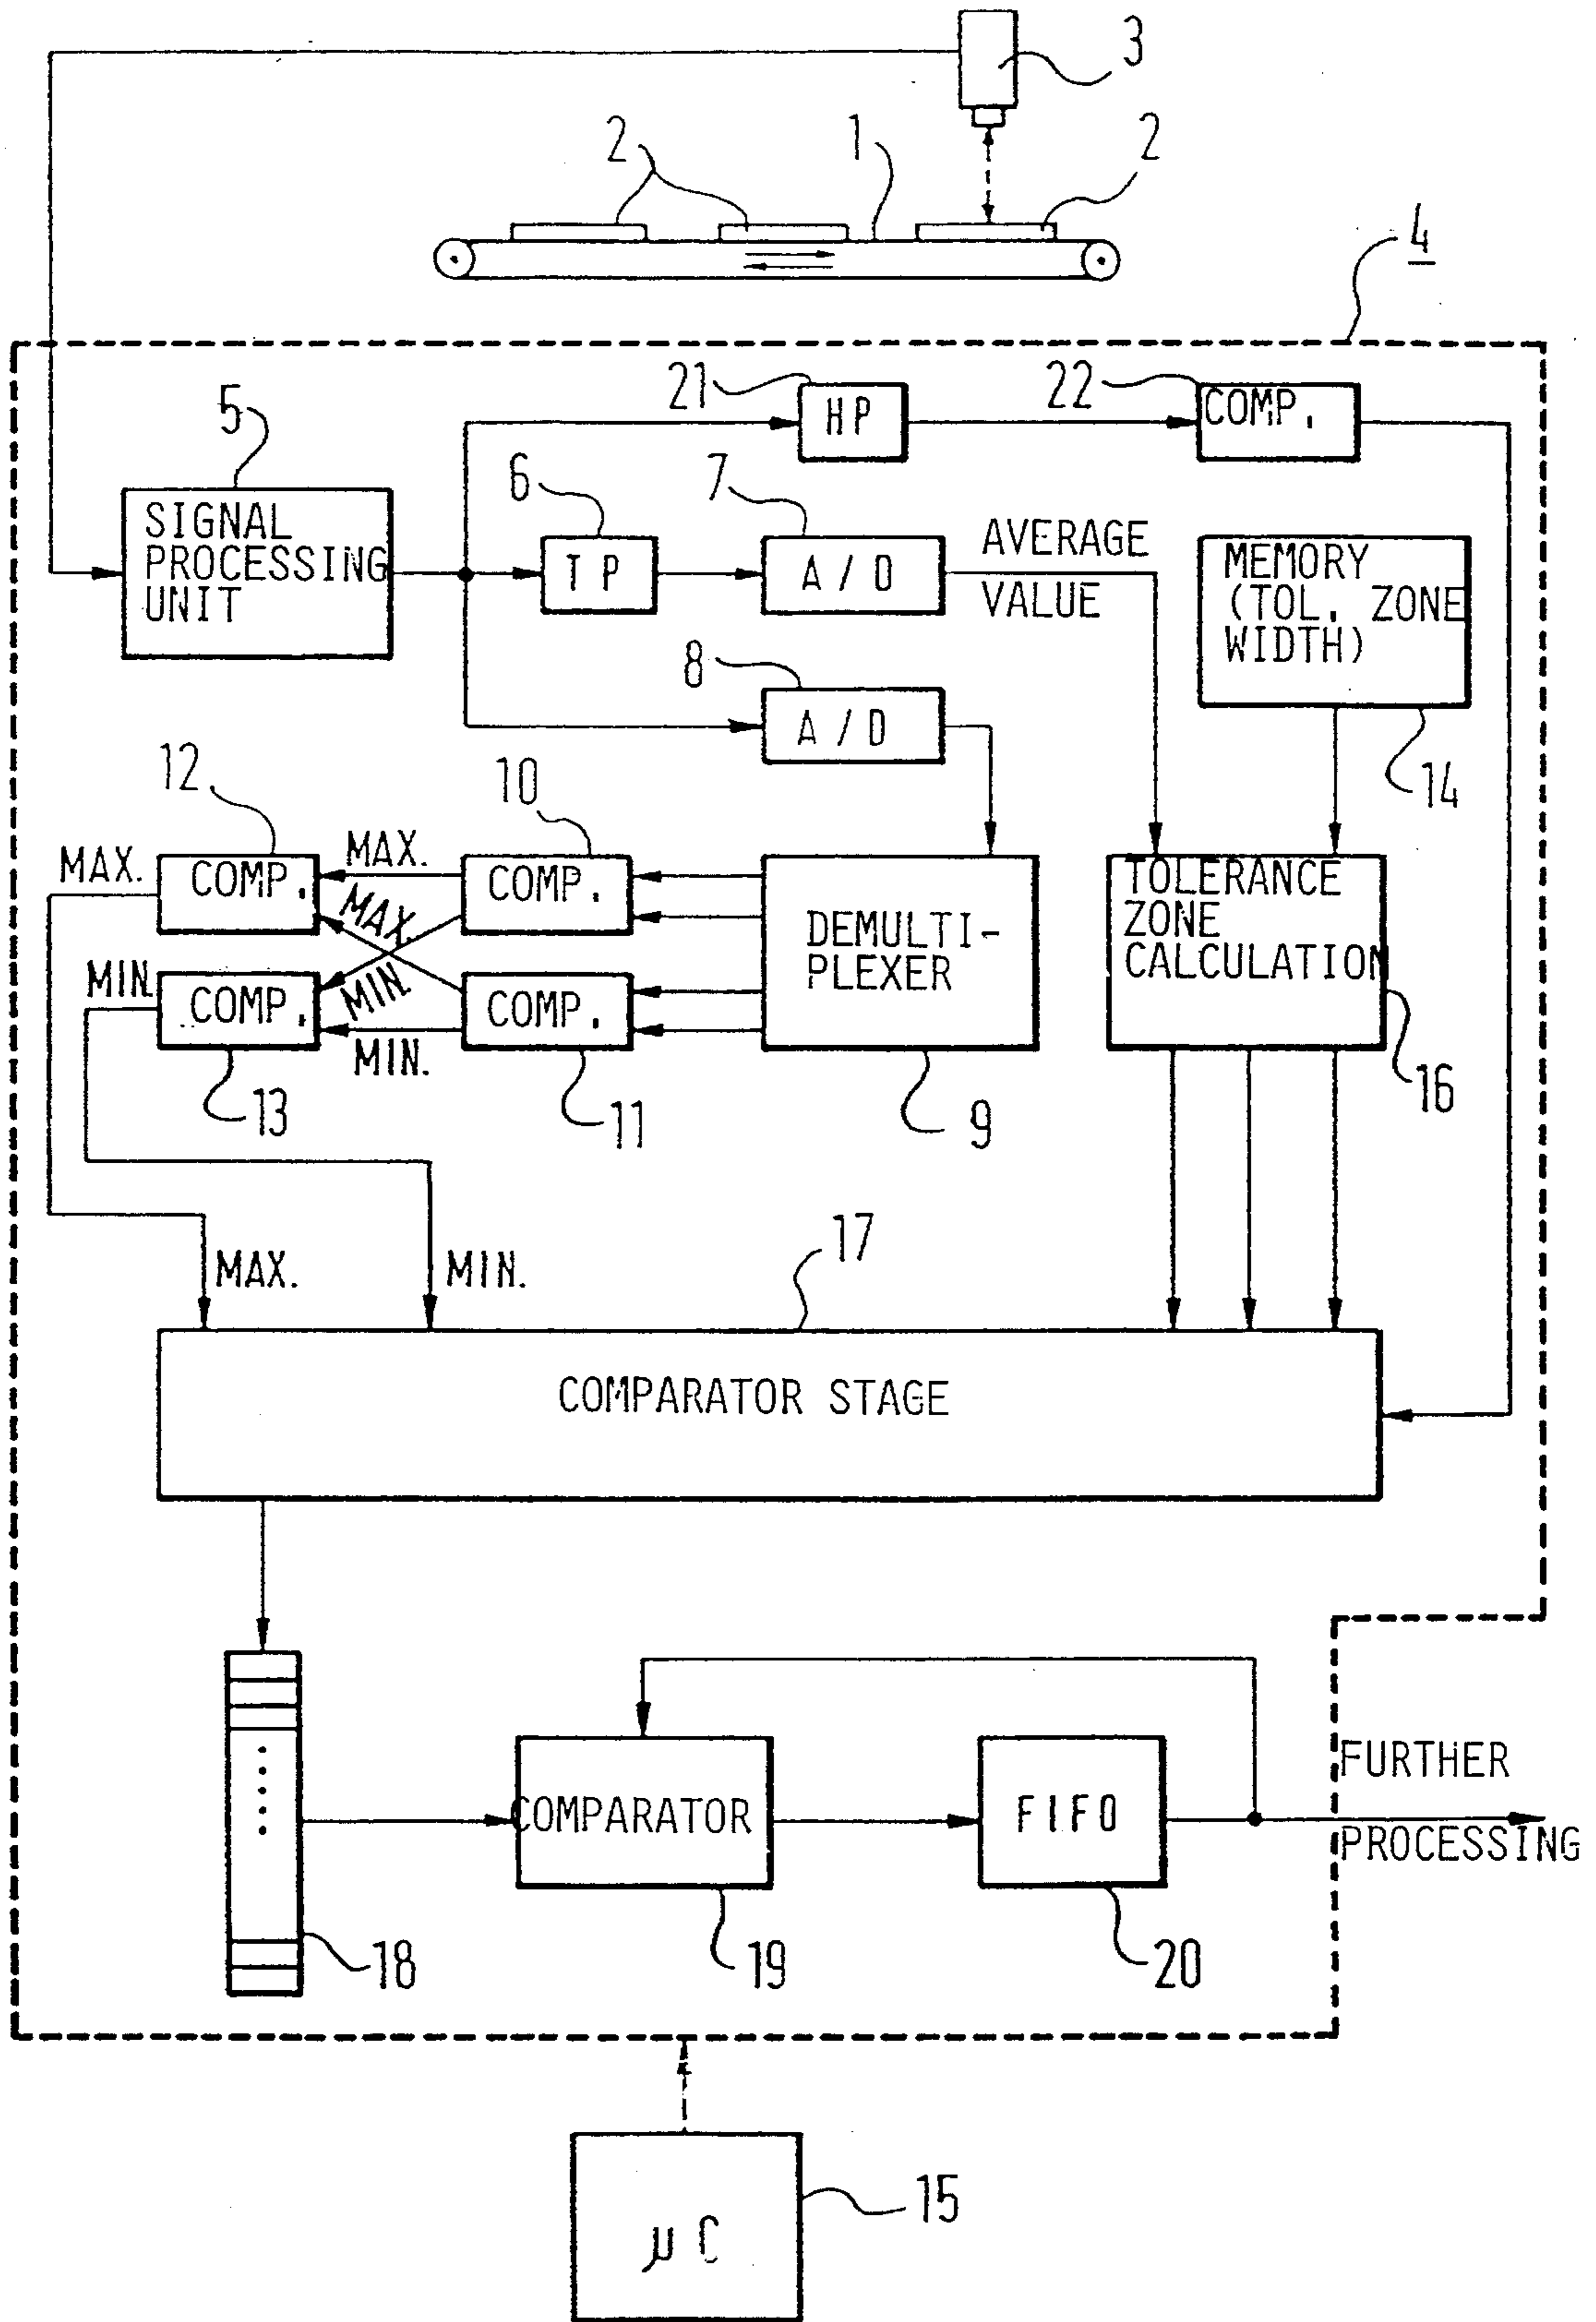 3
2
1
2
4
21
HP
22
COMP.
5
SIGNAL
PROCESSING
UNIT
6
TP
7
A/D
AVERAGE
VALUE
MEMORY
(TOL. ZONE
WIDTH)
14
8
A/D
12
10
MAX.
COMP.
MAX.
COMP.
MAX.
MIN.
MIN.
COMP.
MIN.
COMP.
DEMULTI-
PLEXER
TOLERANCE
ZONE
CALCULATION
13
11
9
16
MAX.
MIN.
17
COMPARATOR STAGE
18
COMPARATOR
19
FIFO
20
FURTHER
PROCESSING
15
µC